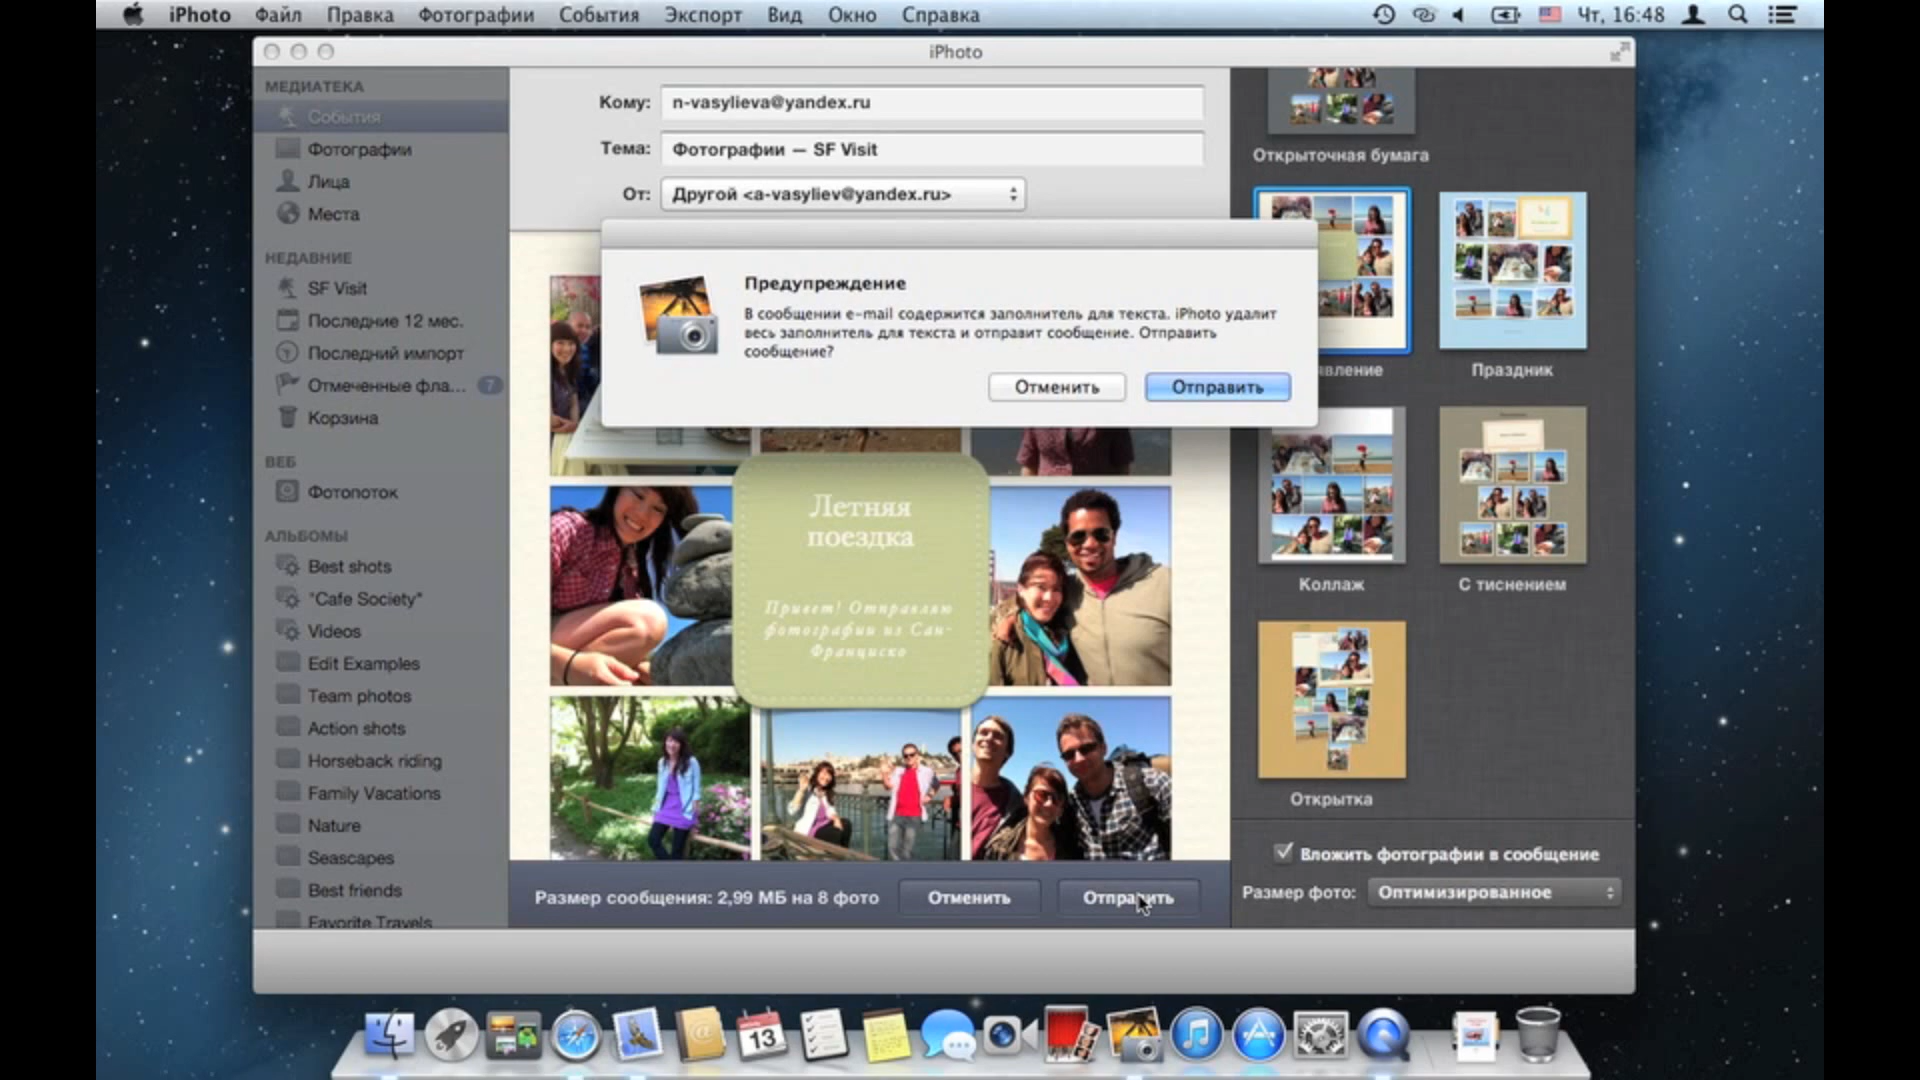 iPhoto Файл Правка Фотографии События Экспорт Вид Окно Справка Чт, 16:48
iPhoto
МЕДИАТЕКА
События
Фотографии
Лица
Места
НЕДАВНИЕ
SF Visit
Последние 12 мес.
Последний импорт
Отмеченные фла... 7
Корзина
ВЕБ
Фотопоток
АЛЬБОМЫ
Best shots
"Cafe Society"
Videos
Edit Examples
Team photos
Action shots
Horseback riding
Family Vacations
Nature
Seascapes
Best friends
Favorite Travels
Кому: n-vasylieva@yandex.ru
Тема: Фотографии — SF Visit
От: Другой <a-vasyliev@yandex.ru>
Предупреждение
В сообщении e-mail содержится заполнитель для текста. iPhoto удалит
весь заполнитель для текста и отправит сообщение. Отправить
сообщение?
Отменить Отправить
Летняя
поездка
Привет! Отправляю
фотографии из Сан-
Франциско
Размер сообщения: 2,99 МБ на 8 фото Отменить Отправить
Открыточная бумага
Праздник
Коллаж С тиснением
Открытка
Вложить фотографии в сообщение
Размер фото: Оптимизированное
13